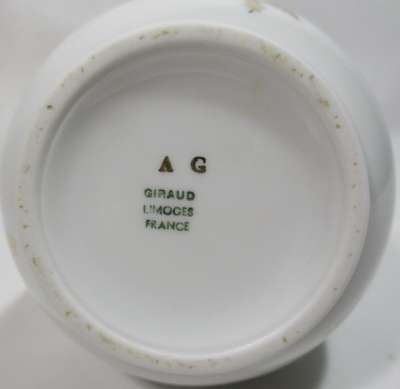 A G
GIRAUD
LIMOGES
FRANCE